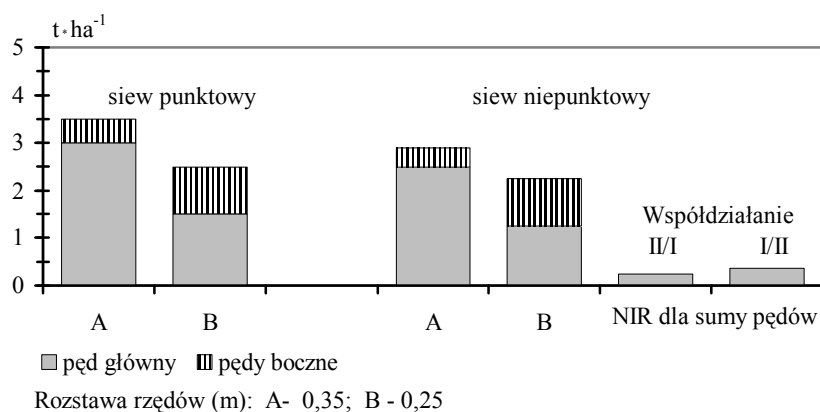 t*ha⁻¹
5
4
3
2
1
0
siew punktowy
siew niepunktowy
Współdziałanie
II/I I/II
A B A B NIR dla sumy pędów
pęd główny pędy boczne
Rozstawa rzędów (m): A- 0,35; B - 0,25